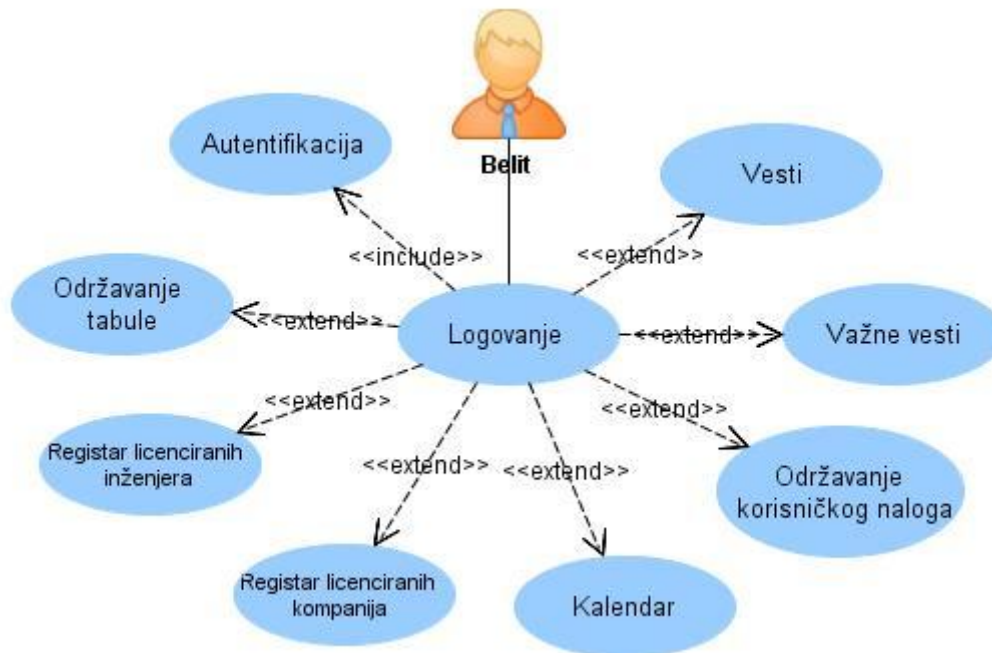 Belit
Autentifikacija
Vesti
<<include>>
<<extend>>
Održavanje
tabule
<<extend>>
Logovanje
<<extend>>
Važne vesti
<<extend>>
<<extend>>
Registar licenciranih
inženjera
<<extend>>
<<extend>>
Održavanje
korisničkog naloga
Registar licenciranih
kompanija
Kalendar